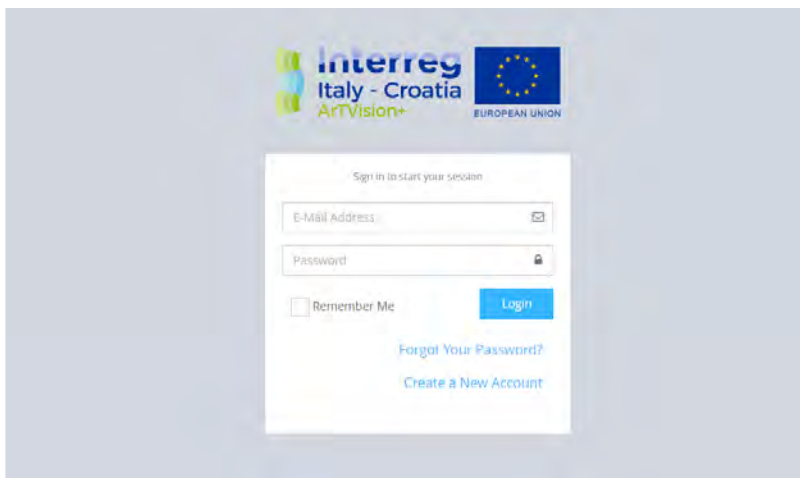 Interreg
Italy - Croatia
ArTVision+
EUROPEAN UNION
Sign in to start your session
E-Mail Address
Password
Remember Me
Login
Forgot Your Password?
Create a New Account